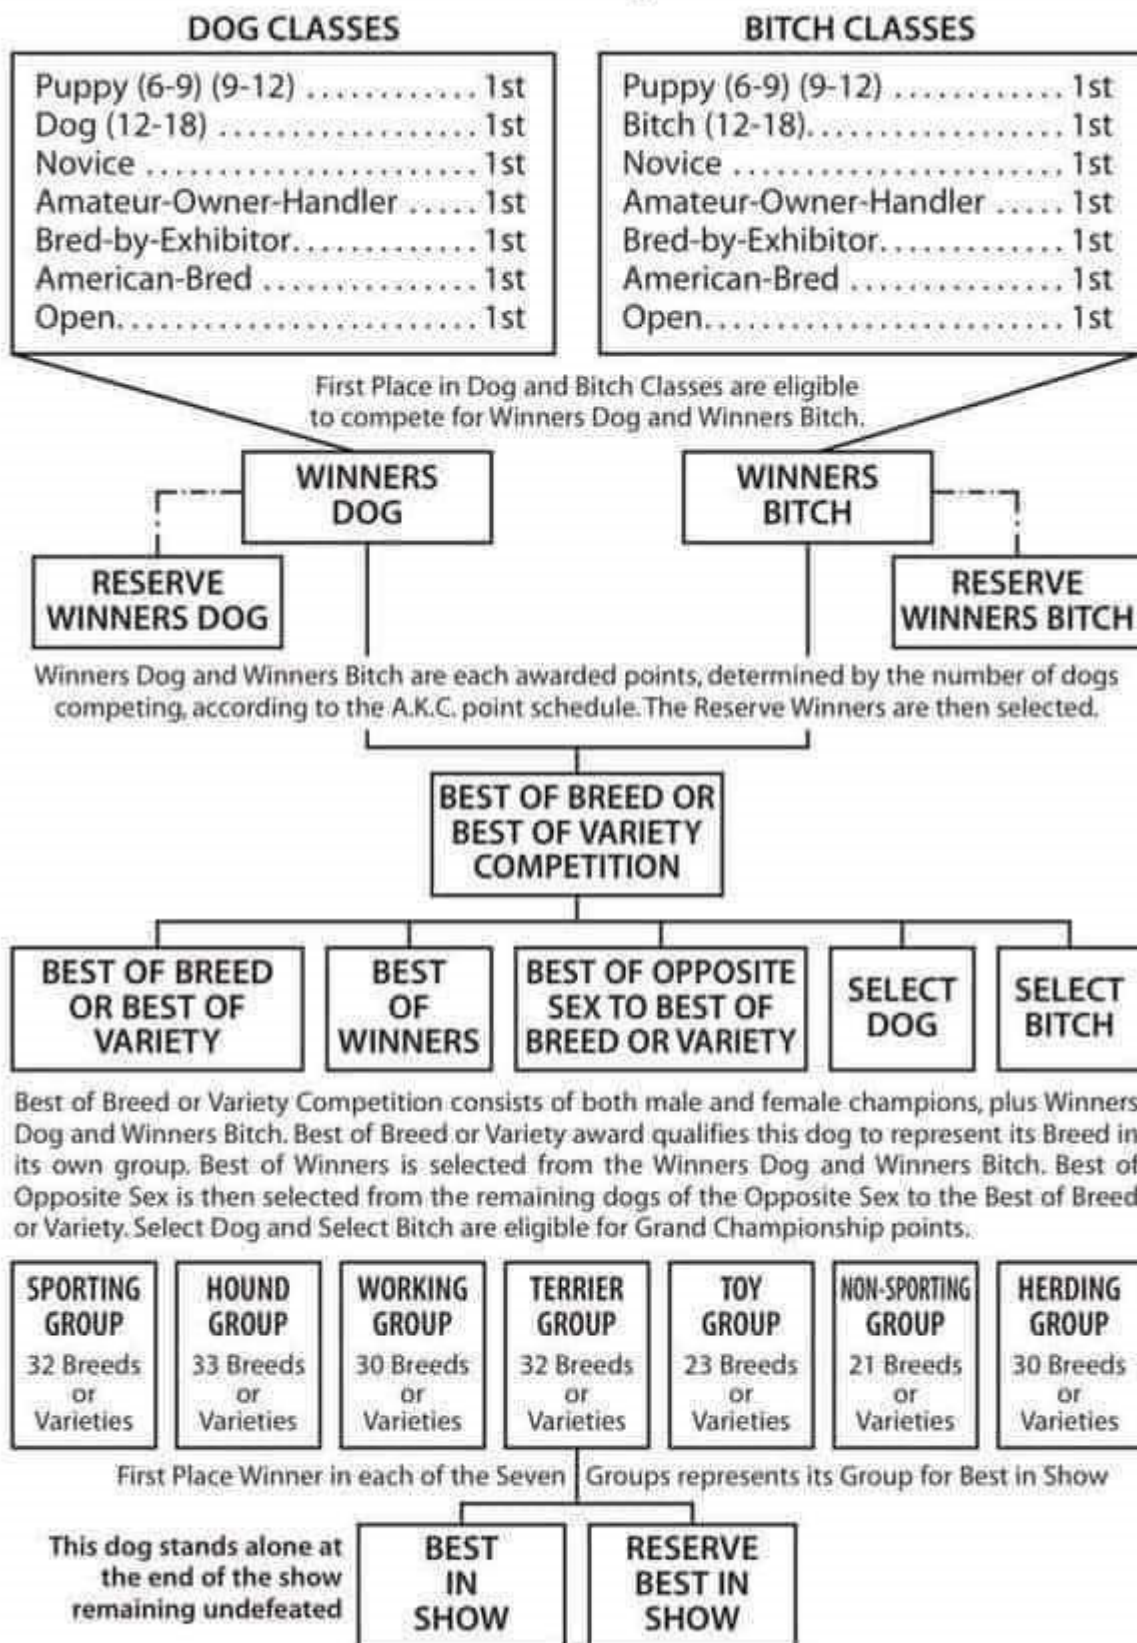 DOG CLASSES
Puppy (6-9) (9-12) ............ 1st
Dog (12-18) .................. 1st
Novice ....................... 1st
Amateur-Owner-Handler ..... 1st
Bred-by-Exhibitor............. 1st
American-Bred ............... 1st
Open......................... 1st
BITCH CLASSES
Puppy (6-9) (9-12) ............ 1st
Bitch (12-18).................. 1st
Novice ....................... 1st
Amateur-Owner-Handler ..... 1st
Bred-by-Exhibitor............. 1st
American-Bred ............... 1st
Open......................... 1st
First Place in Dog and Bitch Classes are eligible
to compete for Winners Dog and Winners Bitch.
WINNERS
DOG
WINNERS
BITCH
RESERVE
WINNERS DOG
RESERVE
WINNERS BITCH
Winners Dog and Winners Bitch are each awarded points, determined by the number of dogs
competing, according to the A.K.C. point schedule. The Reserve Winners are then selected.
BEST OF BREED OR
BEST OF VARIETY
COMPETITION
BEST OF BREED
OR BEST OF
VARIETY
BEST
OF
WINNERS
BEST OF OPPOSITE
SEX TO BEST OF
BREED OR VARIETY
SELECT
DOG
SELECT
BITCH
Best of Breed or Variety Competition consists of both male and female champions, plus Winners
Dog and Winners Bitch. Best of Breed or Variety award qualifies this dog to represent its Breed in
its own group. Best of Winners is selected from the Winners Dog and Winners Bitch. Best of
Opposite Sex is then selected from the remaining dogs of the Opposite Sex to the Best of Breed
or Variety. Select Dog and Select Bitch are eligible for Grand Championship points.
SPORTING
GROUP
32 Breeds
or
Varieties
HOUND
GROUP
33 Breeds
or
Varieties
WORKING
GROUP
30 Breeds
or
Varieties
TERRIER
GROUP
32 Breeds
or
Varieties
TOY
GROUP
23 Breeds
or
Varieties
NON-SPORTING
GROUP
21 Breeds
or
Varieties
HERDING
GROUP
30 Breeds
or
Varieties
First Place Winner in each of the Seven Groups represents its Group for Best in Show
This dog stands alone at
the end of the show
remaining undefeated
BEST
IN
SHOW
RESERVE
BEST IN
SHOW